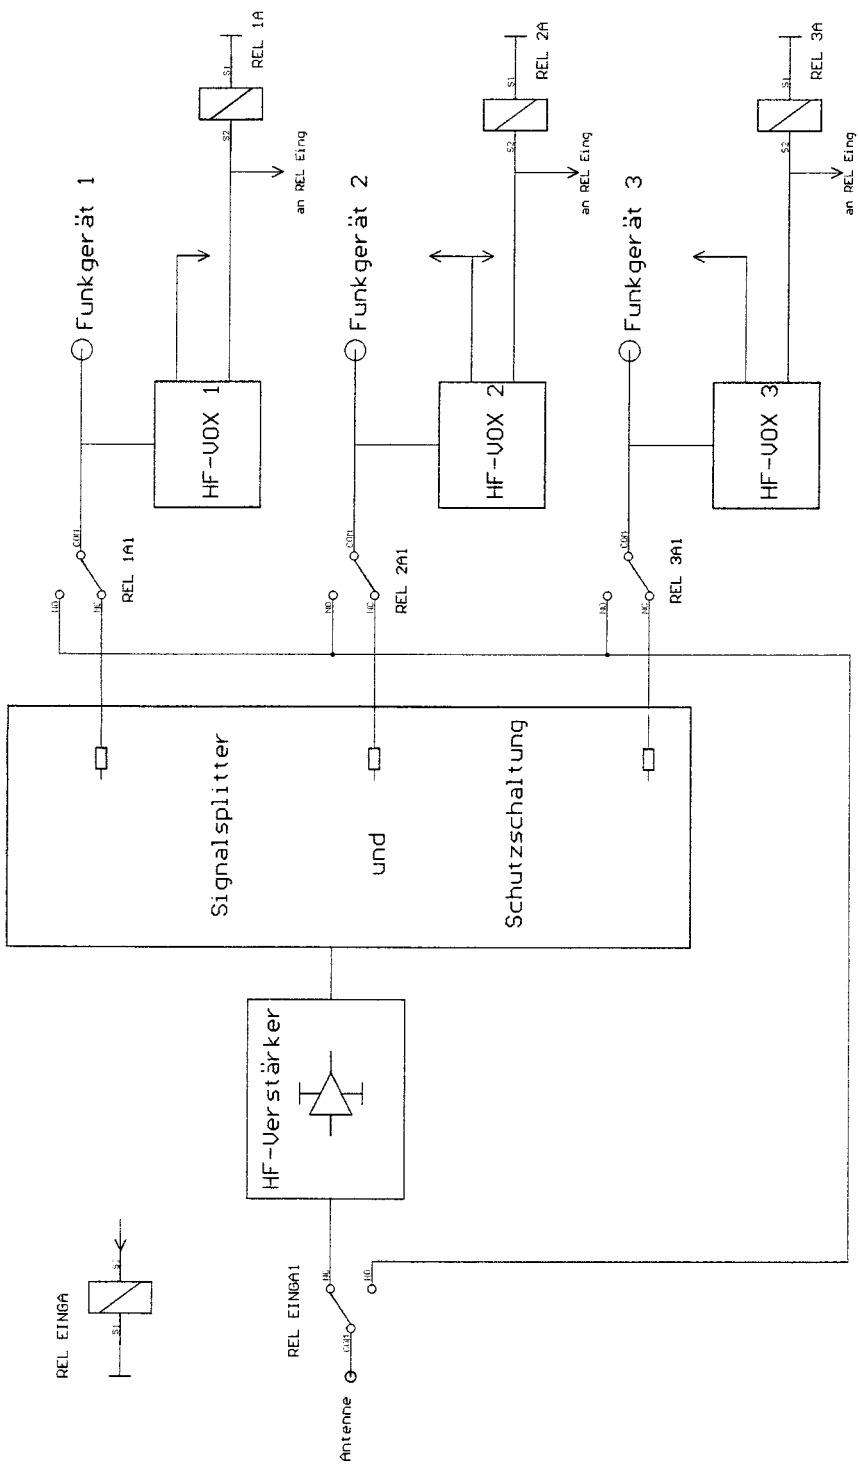 REL EINGA
S1
S1
Antenne
REL EINGA1
COM
NC
NO
HF-Verstärker
Signalsplitter
und
Schutzschaltung
NO
NC
COM
REL 1A1
HF-VOX 1
Funkgerät 1
S2
S1
REL 1A
an REL Eing
NO
NC
COM
REL 2A1
HF-VOX 2
Funkgerät 2
S2
S1
REL 2A
an REL Eing
NO
NC
COM
REL 3A1
HF-VOX 3
Funkgerät 3
S2
S1
REL 3A
an REL Eing